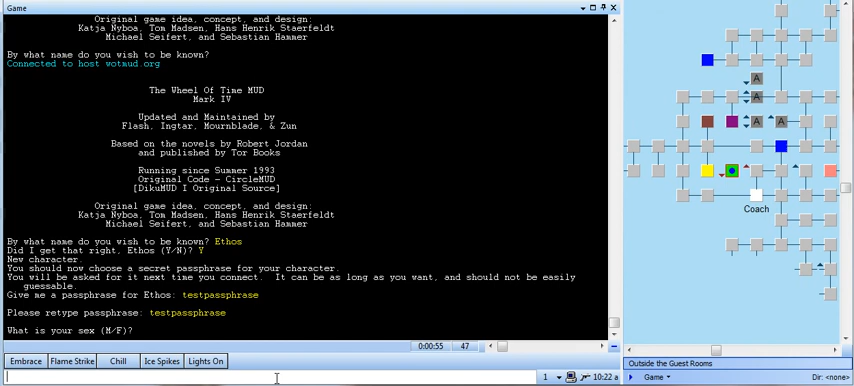 Game
Original game idea, concept, and design:
Katja Nyboa, Tom Madsen, Hans Henrik Staerfeldt
Michael Seifert, and Sebastian Hammer
By what name do you wish to be known?
Connected to host wotmud.org
The Wheel Of Time MUD
Mark IV
Updated and Maintained by
Flash, Ingtar, Mournblade, & Zun
Based on the novels by Robert Jordan
and published by Tor Books
Running since Summer 1993
Original Code - CircleMUD
[DikuMUD I Original Source]
Original game idea, concept, and design:
Katja Nyboa, Tom Madsen, Hans Henrik Staerfeldt
Michael Seifert, and Sebastian Hammer
By what name do you wish to be known? Ethos
Did I get that right, Ethos (Y/N)? Y
New character.
You should now choose a secret passphrase for your character.
You will be asked for it next time you connect.  It can be as long as you want, and should not be easily
guessable.
Give me a passphrase for Ethos: testpassphrase
Please retype passphrase: testpassphrase
What is your sex (M/F)?
0:00:55 47
Embrace Flame Strike Chill Ice Spikes Lights On
1 10:22 a
A
A
A A
Coach
Outside the Guest Rooms
Game Dir: <none>